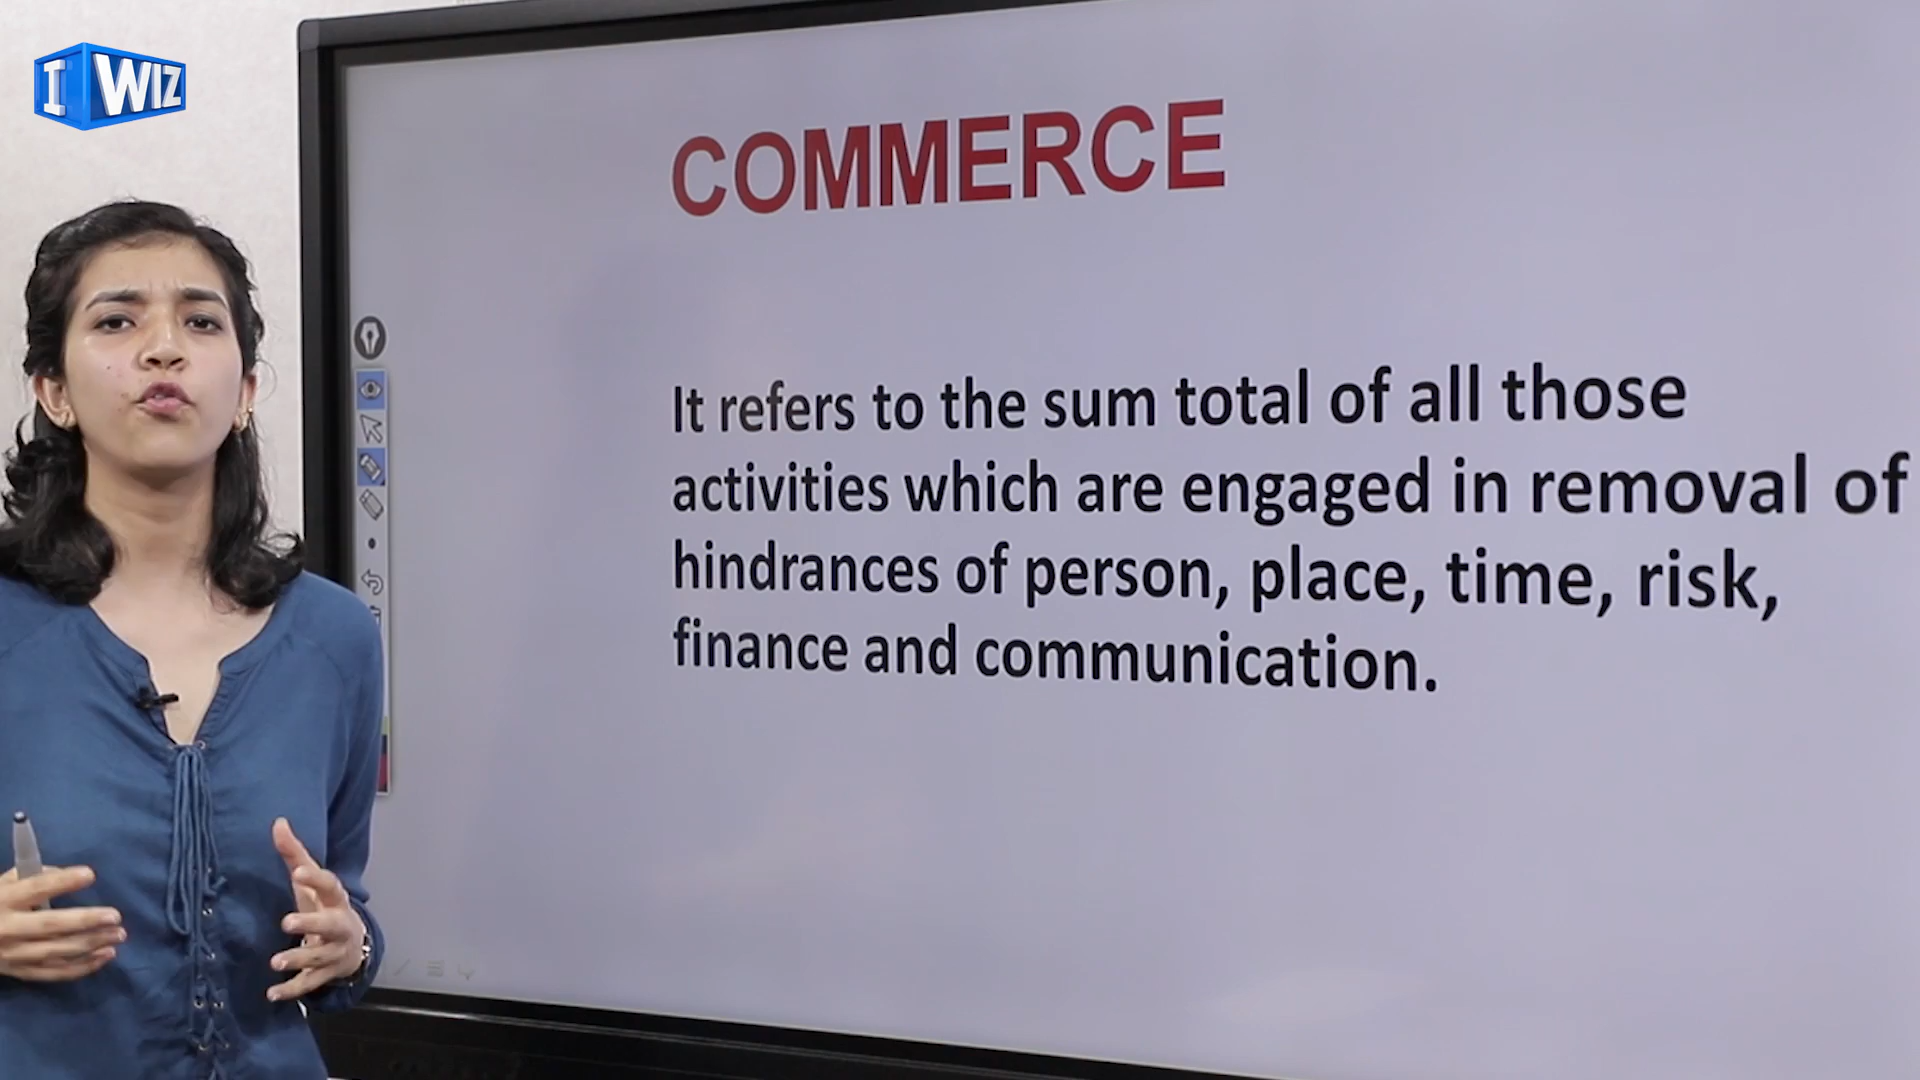 I WIZ
COMMERCE
It refers to the sum total of all those
activities which are engaged in removal of
hindrances of person, place, time, risk,
finance and communication.